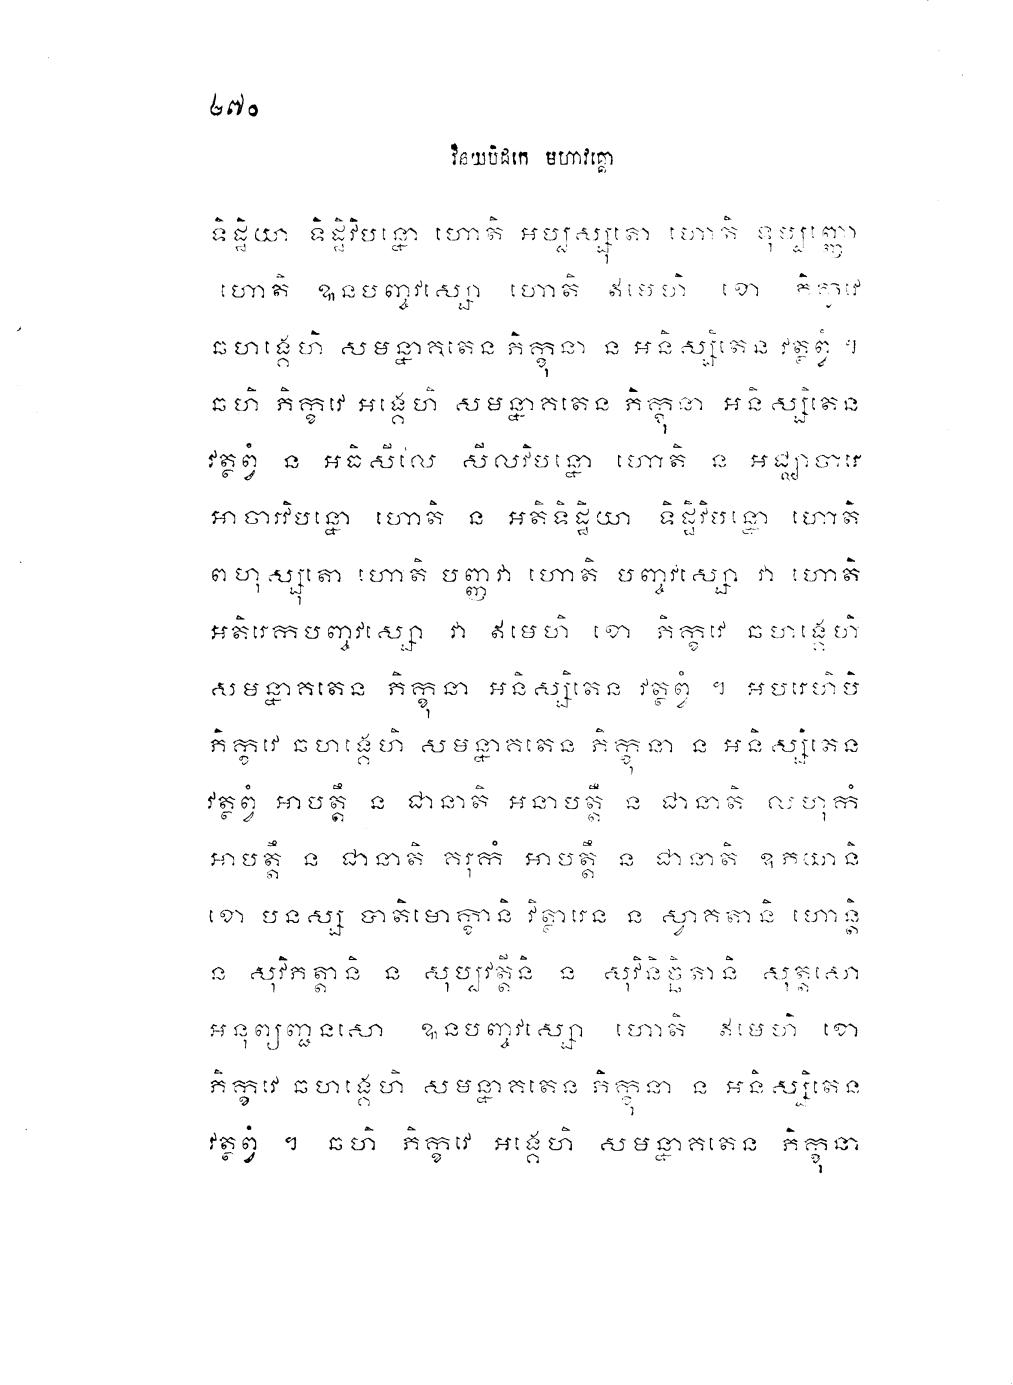 ៤៧០
វិនយបិដកេ មហាវគ្គោ
ទិដ្ឋិយា ទិដ្ឋិវិបន្នោ ហោតិ អប្បស្សុតោ ហោតិ ទុប្បញ្ញោ
ហោតិ ឩនបញ្ចវស្សោ ហោតិ ឥមេហិ ខោ ភិក្ខវេ
ឆហង្គេហិ សមន្នាគតេន ភិក្ខុនា ន អនិស្សិតេន វត្ថព្វំ ។
ឆហិ ភិក្ខវេ អង្គេហិ សមន្នាគតេន ភិក្ខុនា អនិស្សិតេន
វត្ថព្វំ ន អធិសីលេ សីលវិបន្នោ ហោតិ ន អជ្ឈាចារេ
អាចារវិបន្នោ ហោតិ ន អតិទិដ្ឋិយា ទិដ្ឋិវិបន្នោ ហោតិ
ពហុស្សុតោ ហោតិ បញ្ញវា ហោតិ បញ្ចវស្សោ វា ហោតិ
អតិរេកបញ្ចវស្សោ វា ឥមេហិ ខោ ភិក្ខវេ ឆហង្គេហិ
សមន្នាគតេន ភិក្ខុនា អនិស្សិតេន វត្ថព្វំ ។ អបរេហិបិ
ភិក្ខវេ ឆហង្គេហិ សមន្នាគតេន ភិក្ខុនា ន អនិស្សិតេន
វត្ថព្វំ អាបត្តឹ ន ជានាតិ អនាបត្តឹ ន ជានាតិ លហុកំ
អាបត្តឹ ន ជានាតិ គរុកំ អាបត្តឹ ន ជានាតិ ឧភយានិ
ខោ បនស្ស បាតិមោក្ខានិ វិត្ថារេន ន ស្វាគតានិ ហោន្តិ
ន សុវិភត្តានិ ន សុប្បវត្តីនិ ន សុវិនិច្ឆិតានិ សុត្តសោ
អនុព្យញ្ជនសោ ឩនបញ្ចវស្សោ ហោតិ ឥមេហិ ខោ
ភិក្ខវេ ឆហង្គេហិ សមន្នាគតេន ភិក្ខុនា ន អនិស្សិតេន
វត្ថព្វំ ។ ឆហិ ភិក្ខវេ អង្គេហិ សមន្នាគតេន ភិក្ខុនា